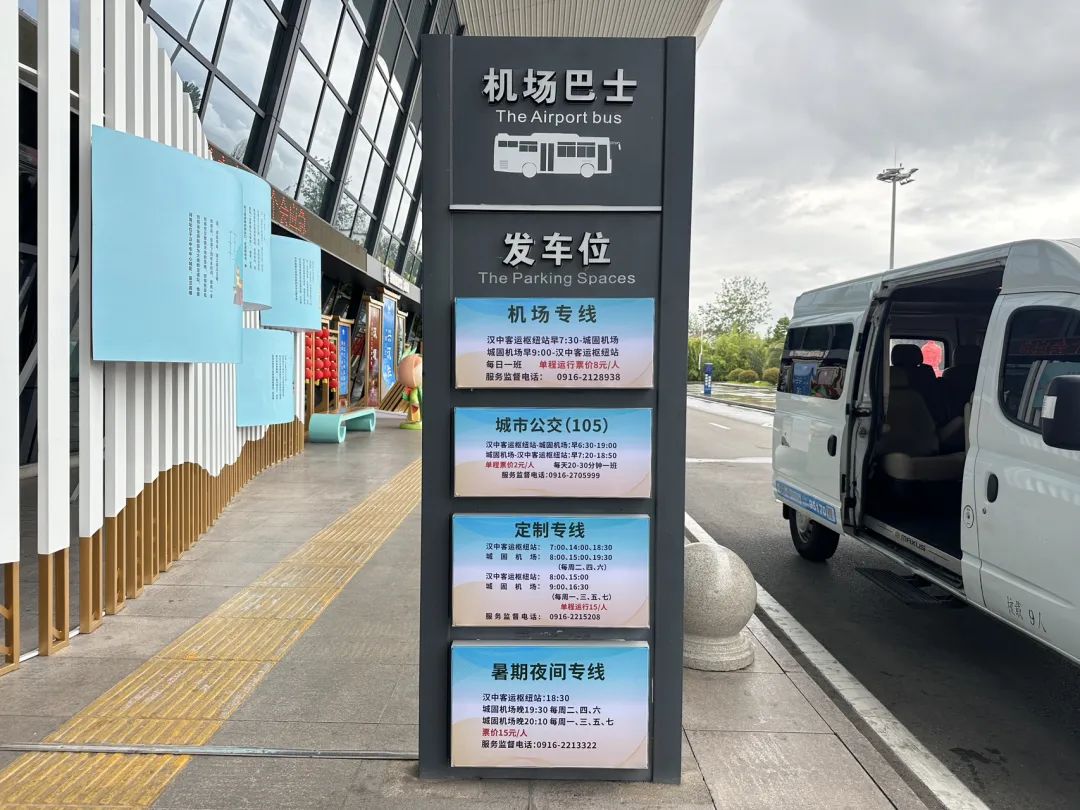 机场巴士
The Airport bus
发车位
The Parking Spaces
机场专线
汉中客运枢纽站早7:30-城固机场
城固机场早9:00-汉中客运枢纽站
每日一班 单程运行票价8元/人
服务监督电话: 0916-2128938
城市公交(105)
汉中客运枢纽站-城固机场:早6:30-19:00
城固机场-汉中客运枢纽站:早7:20-18:50
单程票价2元/人 每天20-30分钟一班
服务监督电话:0916-2705999
定制专线
汉中客运枢纽站: 7:00、14:00、18:30
城固机场: 8:00、15:00、19:30
(每周二、四、六)
汉中客运枢纽站: 8:00、15:00
城固机场: 9:00、16:30
(每周一、三、五、七)
单程运行15/人
服务监督电话: 0916-2215208
暑期夜间专线
汉中客运枢纽站:18:30
城固机场晚19:30 每周二、四、六
城固机场晚20:10 每周一、三、五、七
票价15元/人
服务监督电话:0916-2213322
MAXUS
核载 9人